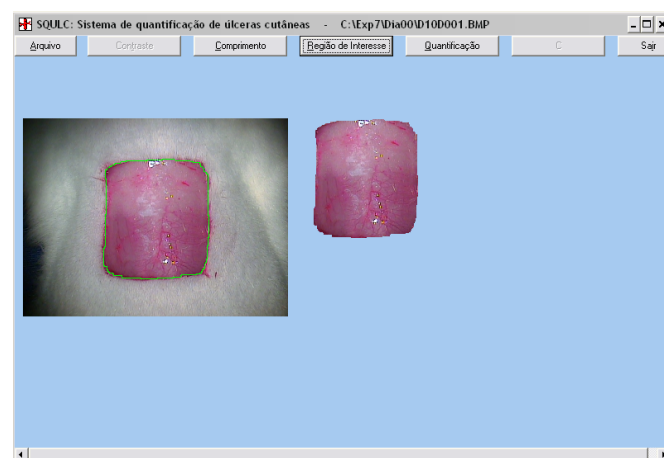 SQULC: Sistema de quantificação de úlceras cutâneas - C:\Exp7\Dia00\D10D001.BMP
Arquivo Contraste Comprimento Região de Interesse Quantificação C Sair